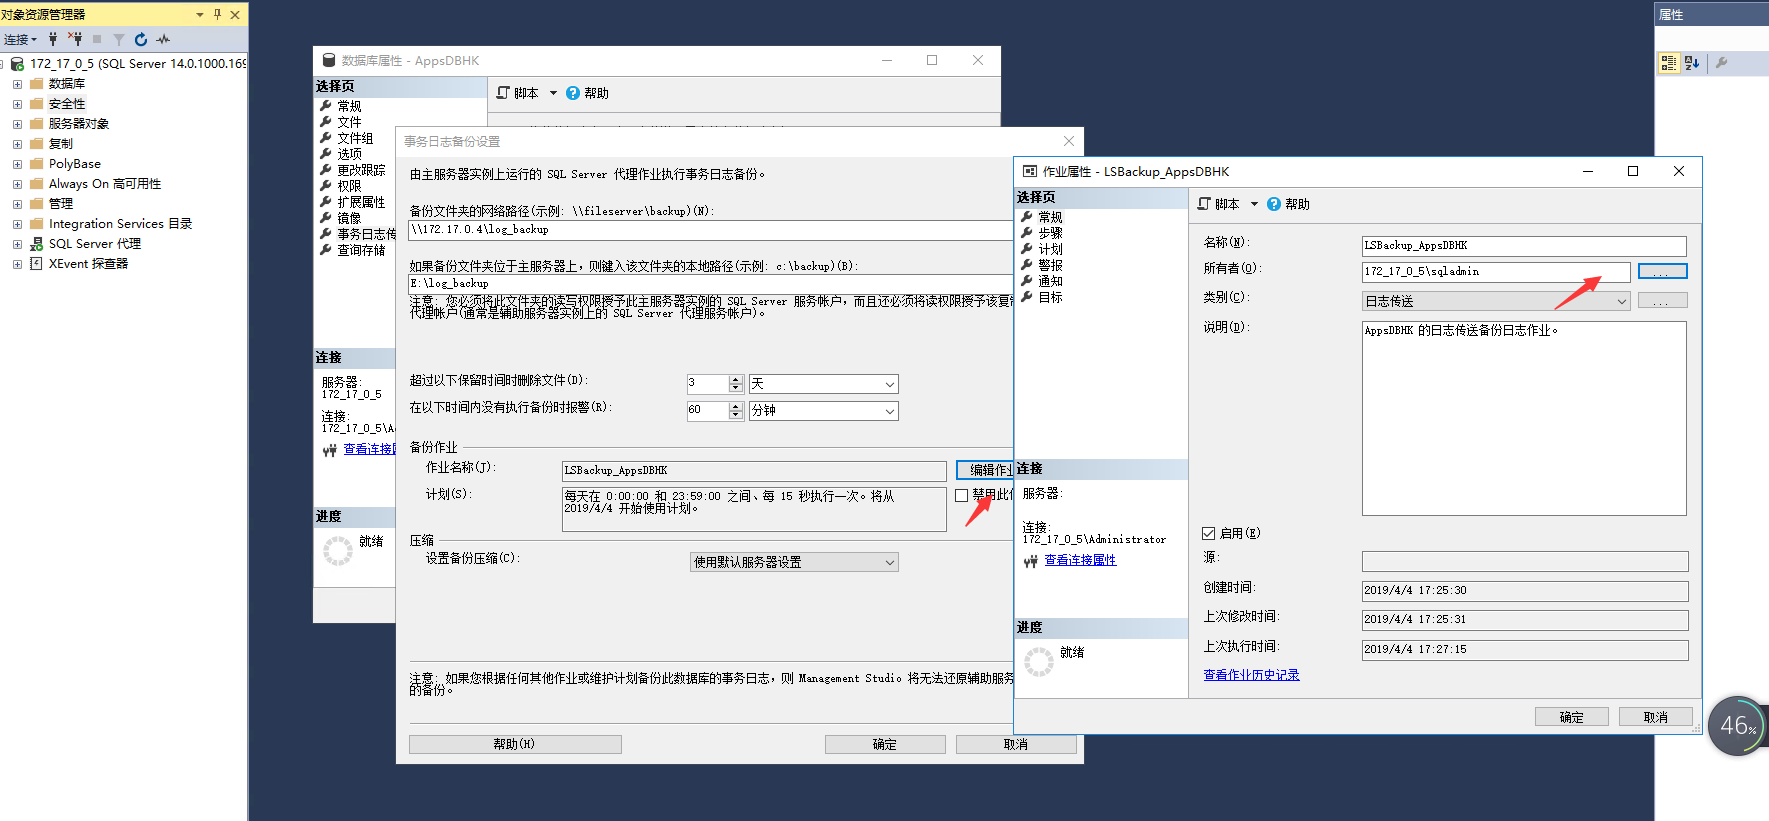 对象资源管理器
连接
172_17_0_5 (SQL Server 14.0.1000.169
数据库
安全性
服务器对象
复制
PolyBase
Always On 高可用性
管理
Integration Services 目录
SQL Server 代理
XEvent 探查器
数据库属性 - AppsDBHK
选择页
常规
文件
文件组
选项
更改跟踪
权限
扩展属性
镜像
事务日志传
查询存储
脚本
帮助
连接
服务器:
172_17_0_5
连接:
172_17_0_5\A
查看连接
进度
就绪
事务日志备份设置
由主服务器实例上运行的 SQL Server 代理作业执行事务日志备份。
备份文件夹的网络路径(示例: \\fileserver\backup)(N):
\\172.17.0.4\log_backup
如果备份文件夹位于主服务器上，则键入该文件夹的本地路径(示例: c:\backup)(B):
E:\log_backup
注意: 您必须将此文件夹的读写权限授予此主服务器实例的 SQL Server 服务帐户，而且还必须将读权限授予该复制
代理帐户(通常是辅助服务器实例上的 SQL Server 代理服务帐户)。
超过以下保留时间时删除文件(D):
3
天
在以下时间内没有执行备份时报警(R):
60
分钟
备份作业
作业名称(J):
LSBackup_AppsDBHK
编辑作业
计划(S):
每天在 0:00:00 和 23:59:00 之间、每 15 秒执行一次。将从
2019/4/4 开始使用计划。
禁用此作
压缩
设置备份压缩(C):
使用默认服务器设置
注意: 如果您根据任何其他作业或维护计划备份此数据库的事务日志，则 Management Studio 将无法还原辅助服务
的备份。
帮助(H)
确定
取消
作业属性 - LSBackup_AppsDBHK
选择页
常规
步骤
计划
警报
通知
目标
脚本
帮助
名称(N):
LSBackup_AppsDBHK
所有者(O):
172_17_0_5\sqladmin
...
类别(C):
日志传送
...
说明(D):
AppsDBHK 的日志传送备份日志作业。
连接
服务器:
连接:
172_17_0_5\Administrator
查看连接属性
进度
就绪
启用(E)
源:
创建时间:
2019/4/4 17:25:30
上次修改时间:
2019/4/4 17:25:31
上次执行时间:
2019/4/4 17:27:15
查看作业历史记录
确定
取消
属性
46%